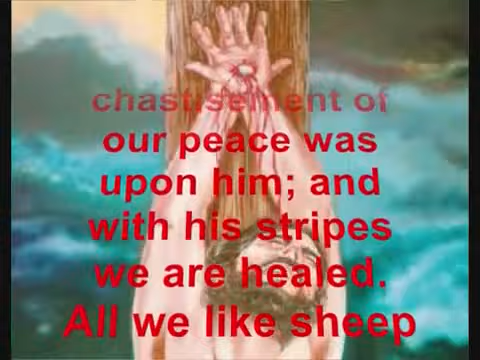 chastisement of
our peace was
upon him; and
with his stripes
we are healed.
All we like sheep